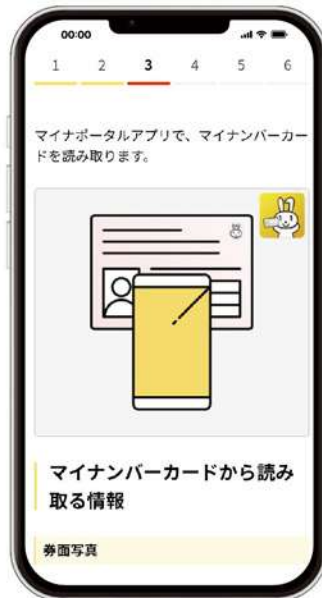 00:00
1 2 3 4 5 6
マイナポータルアプリで、マイナンバーカー
ドを読み取ります。
マイナンバーカードから読み
取る情報
券面写真